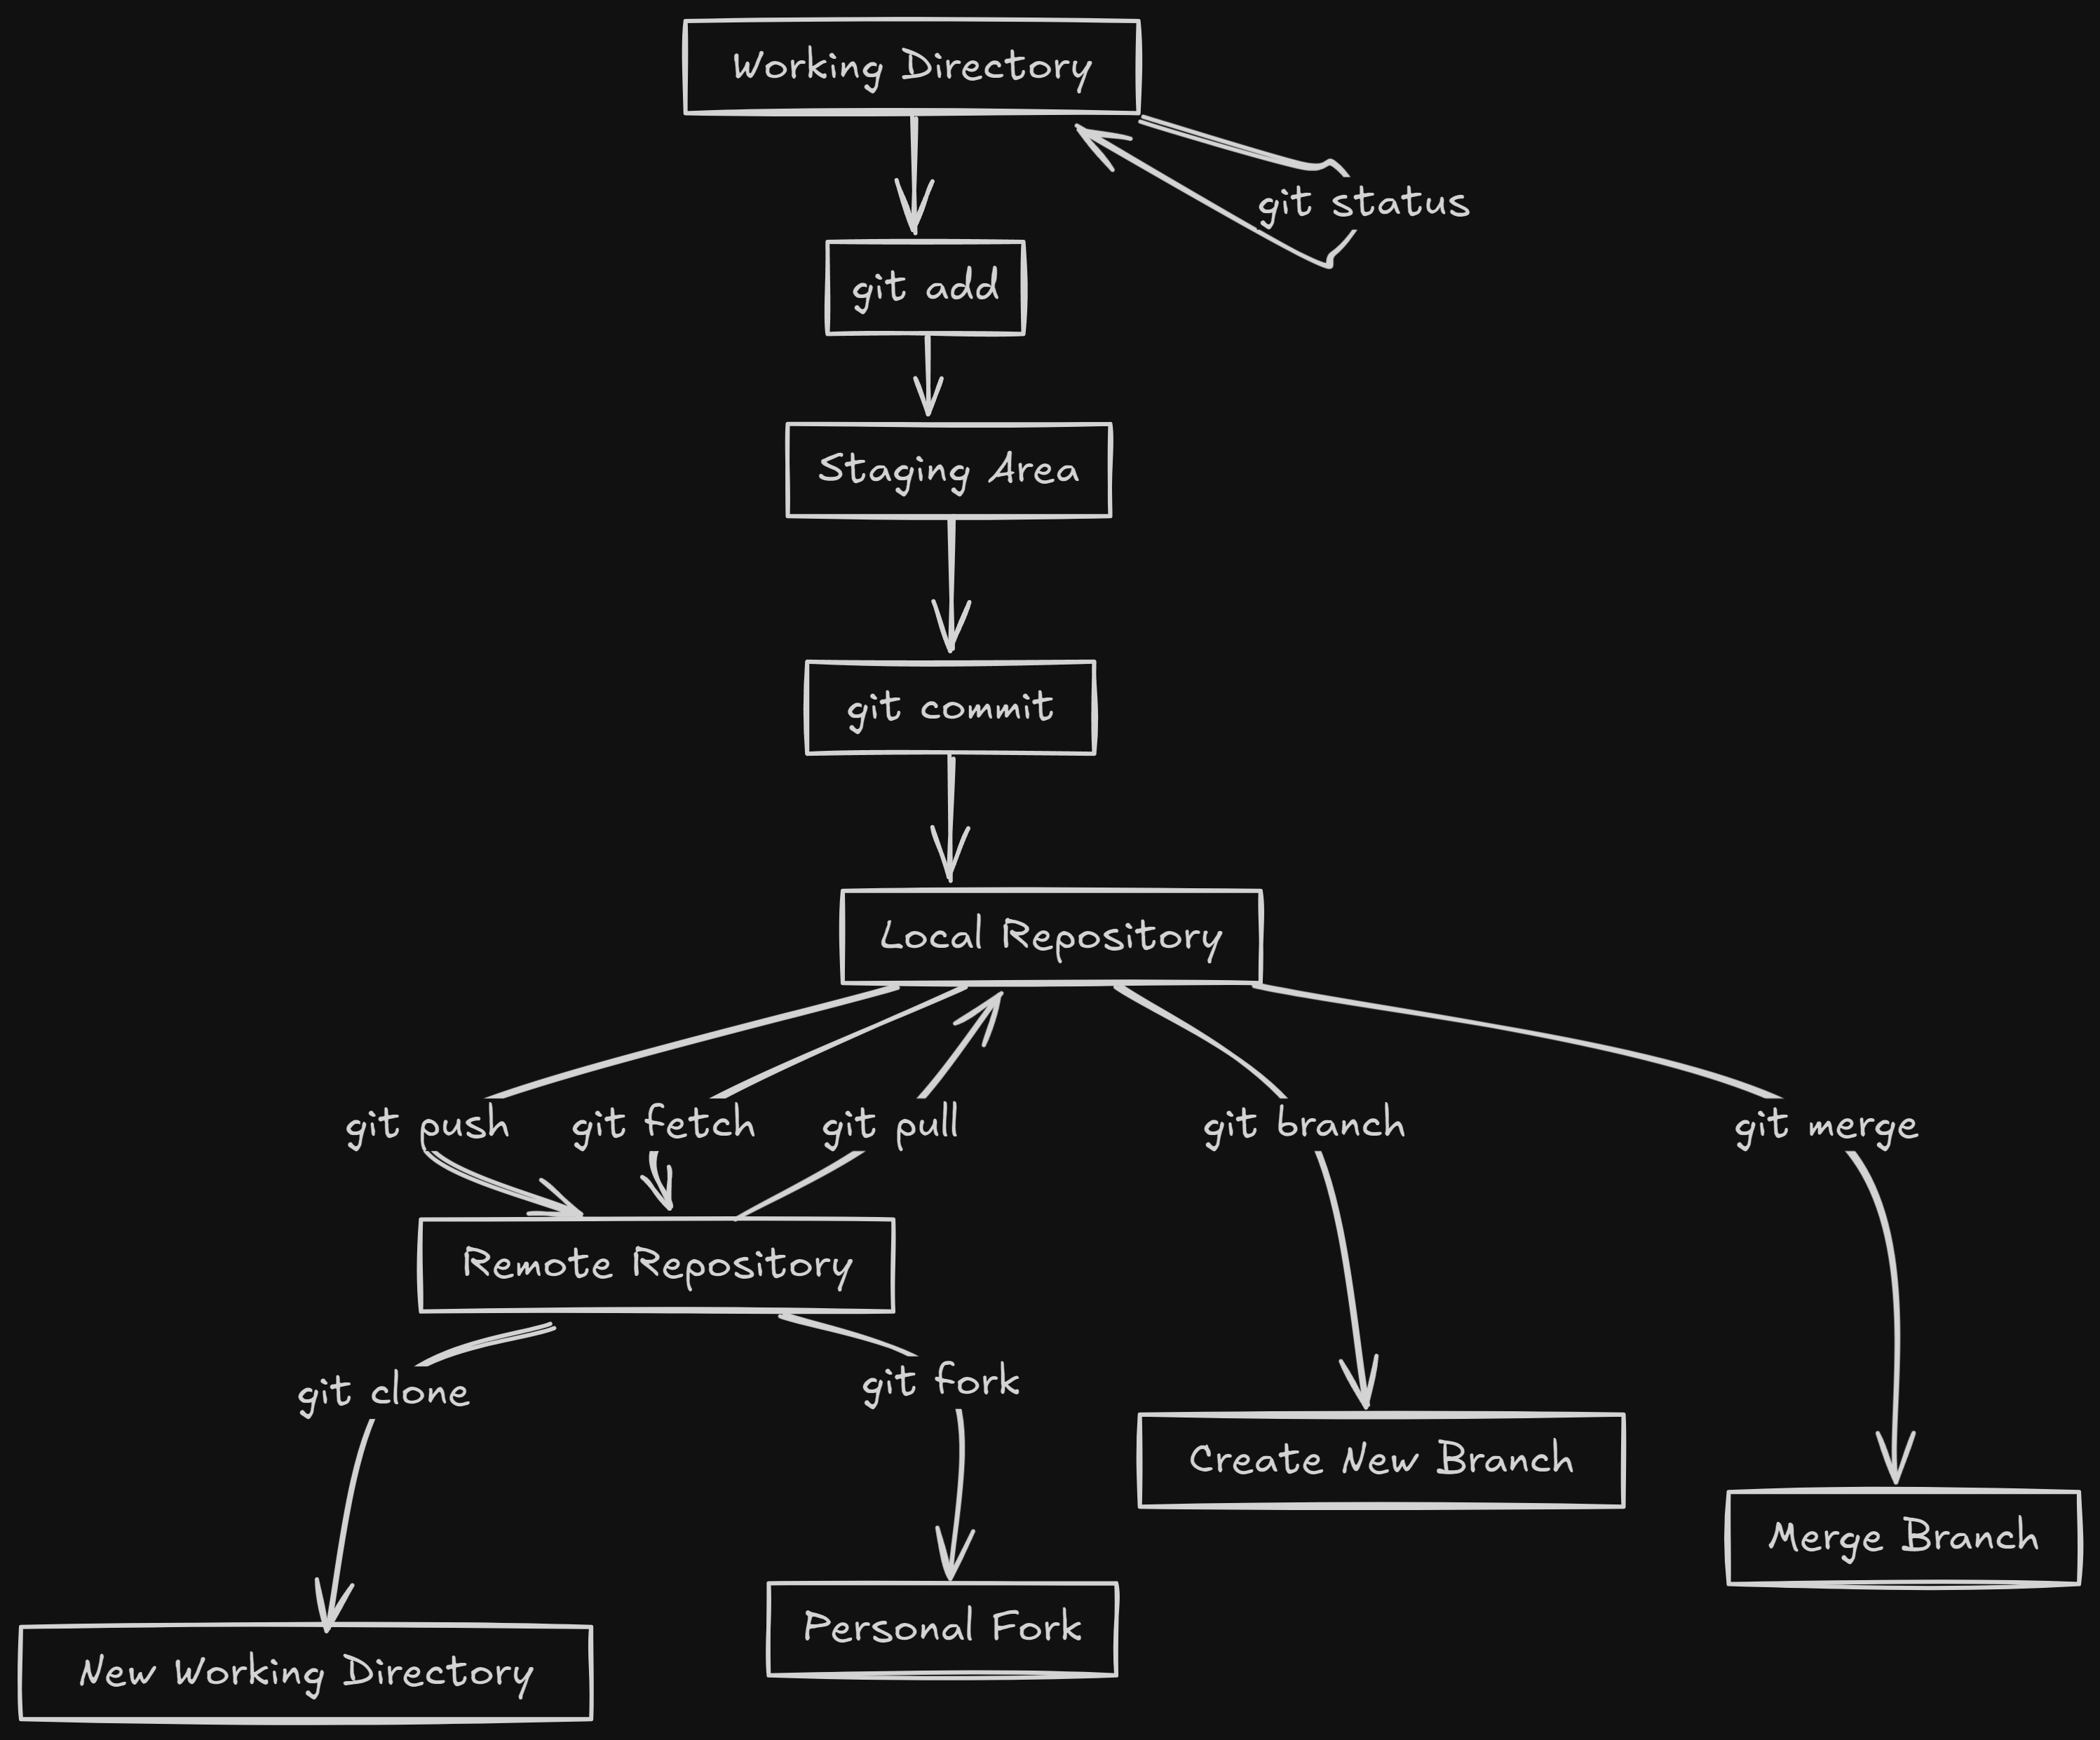 Working Directory
git status
git add
Staging Area
git commit
Local Repository
git push
git fetch
git pull
git branch
git merge
Remote Repository
git clone
git fork
Create New Branch
Merge Branch
Personal Fork
New Working Directory